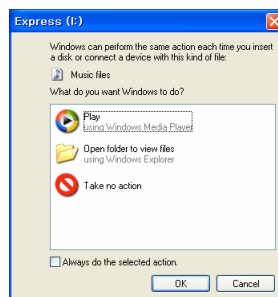 Express (I:)
Windows can perform the same action each time you insert
a disk or connect a device with this kind of file:
Music files
What do you want Windows to do?
Play
using Windows Media Player
Open folder to view files
using Windows Explorer
Take no action
Always do the selected action.
OK
Cancel